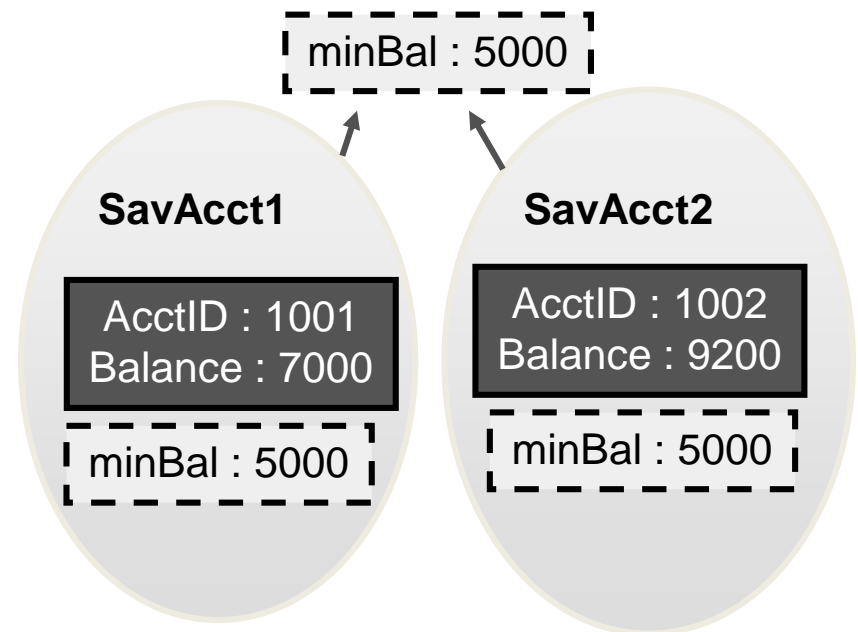 minBal : 5000
SavAcct1
AcctID : 1001
Balance : 7000
minBal : 5000
SavAcct2
AcctID : 1002
Balance : 9200
minBal : 5000